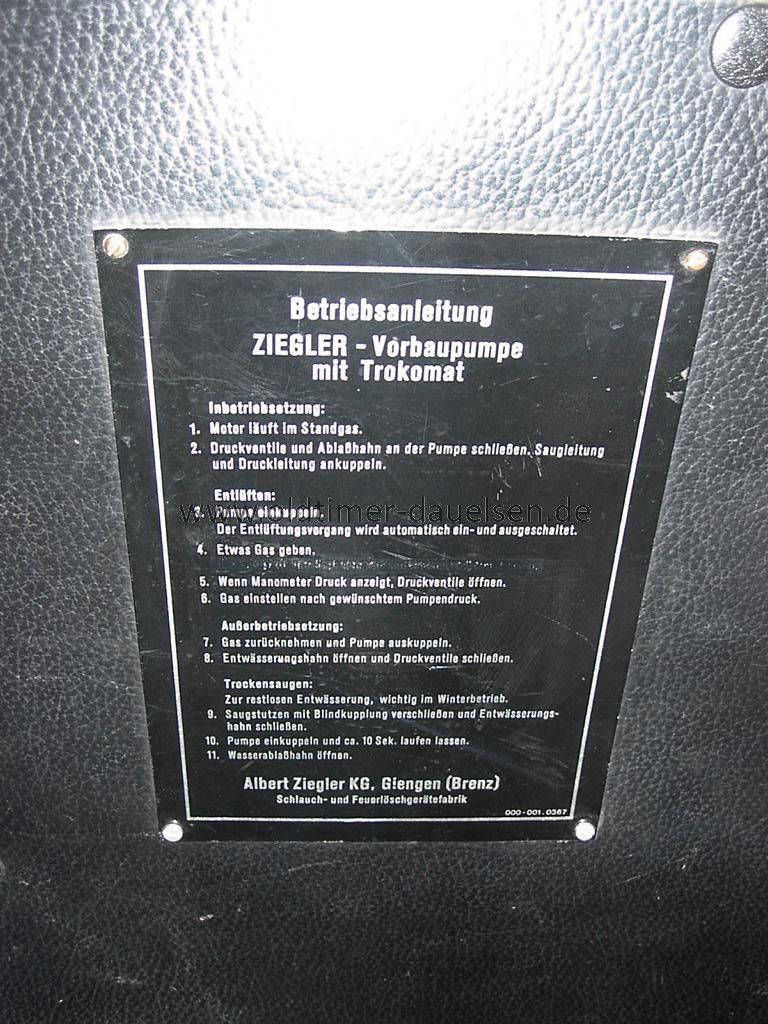 Betriebsanleitung
ZIEGLER - Vorbaupumpe
mit Trokomat
Inbetriebsetzung:
1. Motor läuft im Standgas.
2. Druckventile und Ablaßhahn an der Pumpe schließen. Saugleitung
und Druckleitung ankuppeln.
Entlüften:
3.
www.oldtimer-dauelsen.de
Der Entlüftungsvorgang wird automatisch ein- und ausgeschaltet.
4. Etwas Gas geben.
5. Wenn Manometer Druck anzeigt, Druckventile öffnen.
6. Gas einstellen nach gewünschtem Pumpendruck.
Außerbetriebsetzung:
7. Gas zurücknehmen und Pumpe auskuppeln.
8. Entwässerungshahn öffnen und Druckventile schließen.
Trockensaugen:
Zur restlosen Entwässerung, wichtig im Winterbetrieb.
9. Saugstutzen mit Blindkupplung verschließen und Entwässerungs-
hahn schließen.
10. Pumpe einkuppeln und ca. 10 Sek. laufen lassen.
11. Wasserablaßhahn öffnen.
Albert Ziegler KG, Giengen (Brenz)
Schlauch- und Feuerlöschgerätefabrik
000-001.0367